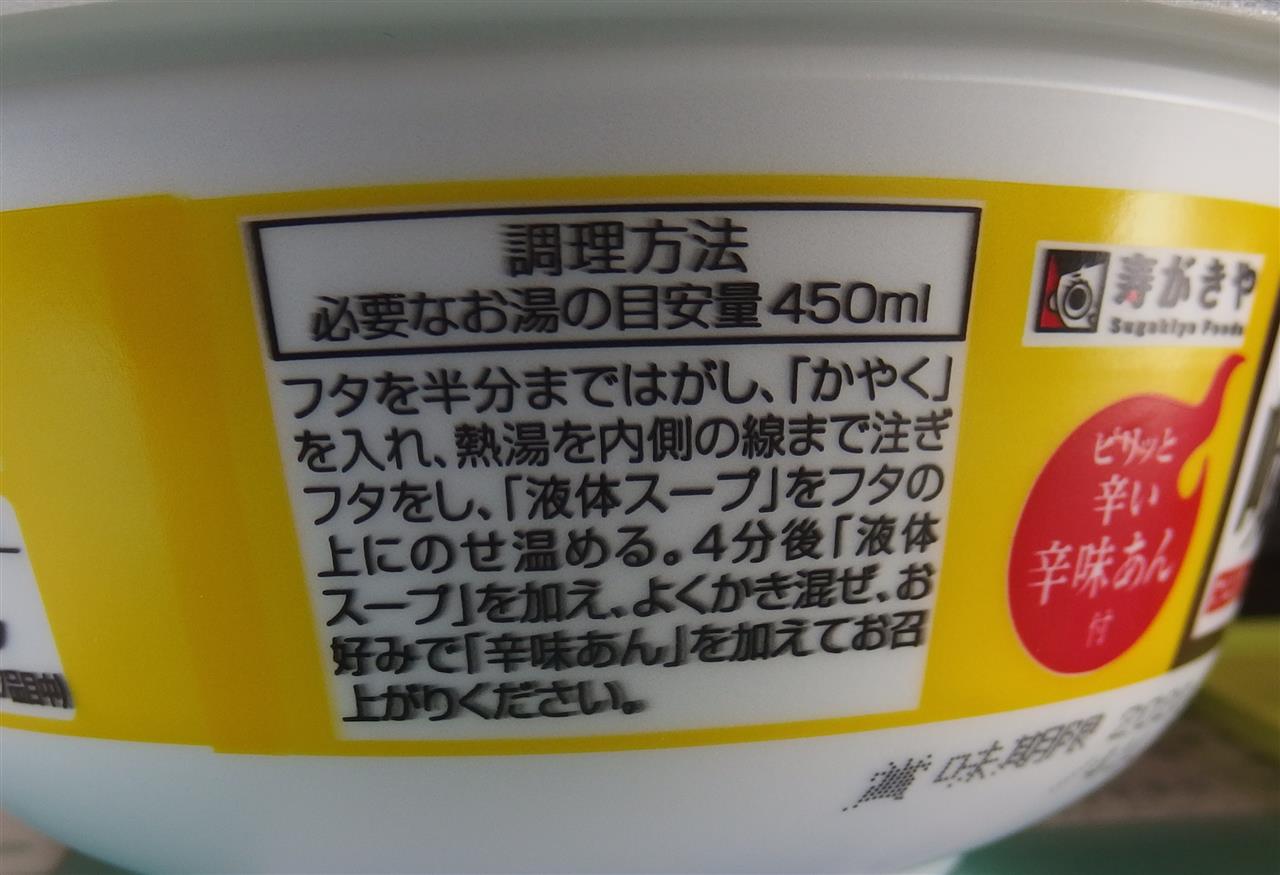 調理方法
必要なお湯の目安量 450ml
フタを半分まではがし、「かやく」
を入れ、熱湯を内側の線まで注ぎ
フタをし、「液体スープ」をフタの
上にのせ温める。4分後「液体
スープ」を加え、よくかき混ぜ、お
好みで「辛味あん」を加えてお召
上がりください。
寿がきや
Sugakiya Foods
ピリッと
辛い
辛味あん
付
賞味期限